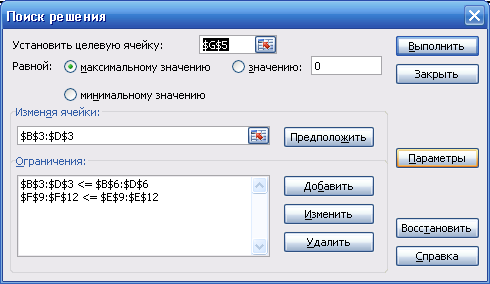 Поиск решения
Установить целевую ячейку: $G$5 Выполнить
Равной: максимальному значению значению: 0 Закрыть
минимальному значению
Изменяя ячейки:
$B$3:$D$3 Предположить
Параметры
Ограничения:
$B$3:$D$3 <= $B$6:$D$6 Добавить
$F$9:$F$12 <= $E$9:$E$12
Изменить
Восстановить
Удалить
Справка